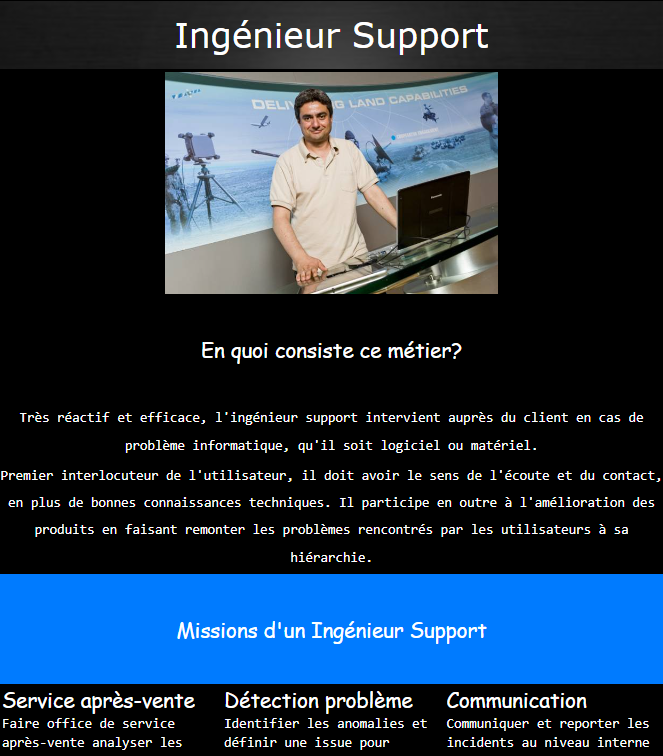 Ingénieur Support
DELIVERING LAND CAPABILITIES
En quoi consiste ce métier?
Très réactif et efficace, l'ingénieur support intervient auprès du client en cas de
problème informatique, qu'il soit logiciel ou matériel.
Premier interlocuteur de l'utilisateur, il doit avoir le sens de l'écoute et du contact,
en plus de bonnes connaissances techniques. Il participe en outre à l'amélioration des
produits en faisant remonter les problèmes rencontrés par les utilisateurs à sa
hiérarchie.
Missions d'un Ingénieur Support
Service après-vente
Faire office de service
après-vente analyser les
Détection problème
Identifier les anomalies et
définir une issue pour
Communication
Communiquer et reporter les
incidents au niveau interne